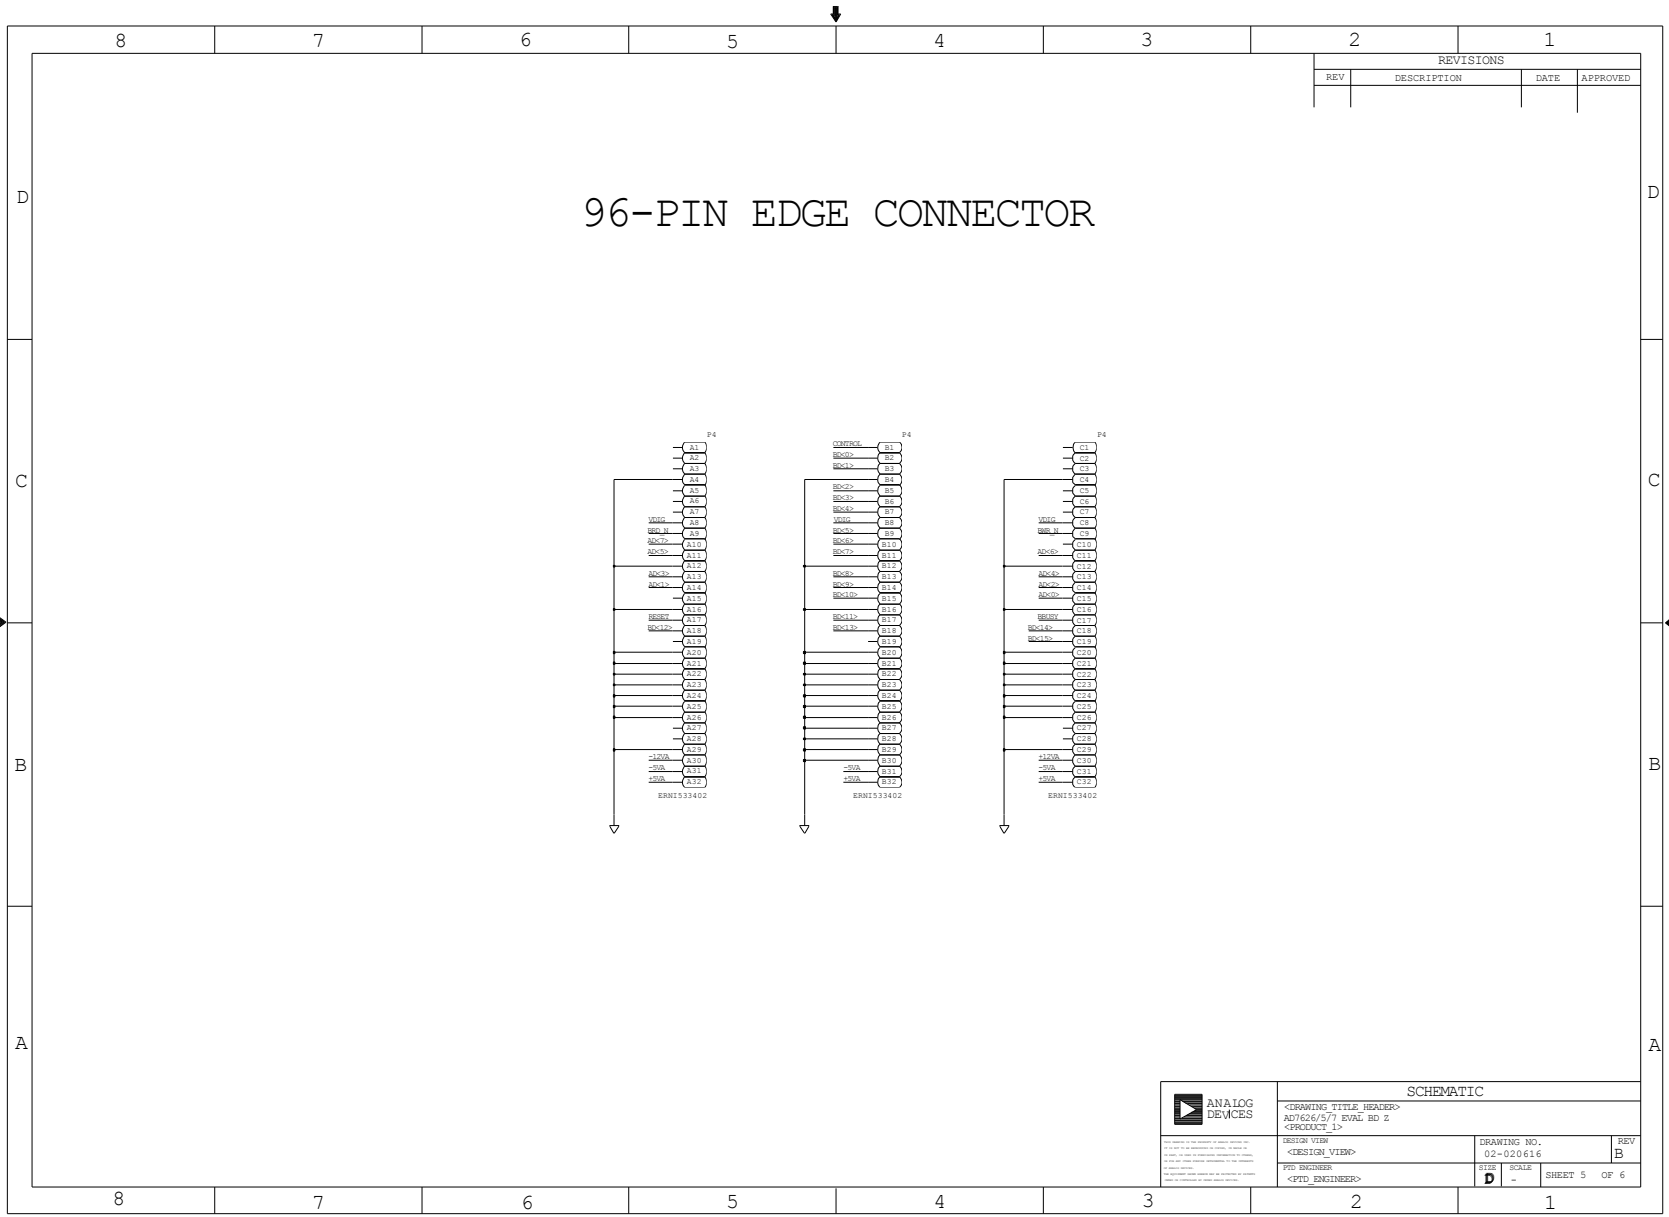 8 7 6 5 4 3 2 1
REVISIONS
REV DESCRIPTION DATE APPROVED
D D
96-PIN EDGE CONNECTOR
C C
P4
A1
A2
A3
A4
A5
A6
A7
VDIG A8
BRD_N A9
AD<7> A10
AD<5> A11
A12
AD<3> A13
AD<1> A14
A15
A16
RESET A17
BD<12> A18
A19
A20
A21
A22
A23
A24
A25
A26
A27
A28
A29
-12VA A30
-5VA A31
+5VA A32
ERNI533402
P4
CONTROL B1
BD<0> B2
BD<1> B3
B4
BD<2> B5
BD<3> B6
BD<4> B7
VDIG B8
BD<5> B9
BD<6> B10
BD<7> B11
B12
BD<8> B13
BD<9> B14
BD<10> B15
B16
BD<11> B17
BD<13> B18
B19
B20
B21
B22
B23
B24
B25
B26
B27
B28
B29
B30
-5VA B31
+5VA B32
ERNI533402
P4
C1
C2
C3
C4
C5
C6
C7
VDIG C8
BWR_N C9
C10
AD<6> C11
C12
AD<4> C13
AD<2> C14
AD<0> C15
C16
BBUSY C17
BD<14> C18
BD<15> C19
C20
C21
C22
C23
C24
C25
C26
C27
C28
C29
+12VA C30
-5VA C31
+5VA C32
ERNI533402
B B
A A
ANALOG
DEVICES
SCHEMATIC
<DRAWING_TITLE_HEADER>
AD7626/5/7 EVAL BD Z
<PRODUCT_1>
DESIGN VIEW
<DESIGN_VIEW>
DRAWING NO.
02-020616
REV
B
PTD ENGINEER
<PTD_ENGINEER>
SIZE
D
SCALE
-
SHEET 5 OF 6
8 7 6 5 4 3 2 1